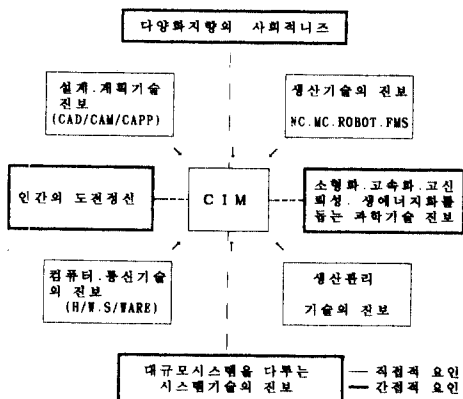 다양화지향의 사회적니즈
설계.계획기술
진보
(CAD/CAM/CAPP)
생산기술의 진보
NC.MC.ROBOT.FMS
인간의 도전정신
CIM
소형화.고속화.고신
뢰성. 생에너지화를
돕는 과학기술 진보
컴퓨터.통신기술
의 진보
(H/W.S/WARE)
생산관리
기술의 진보
대규모시스템을 다루는
시스템기술의 진보
직접적 요인
간접적 요인